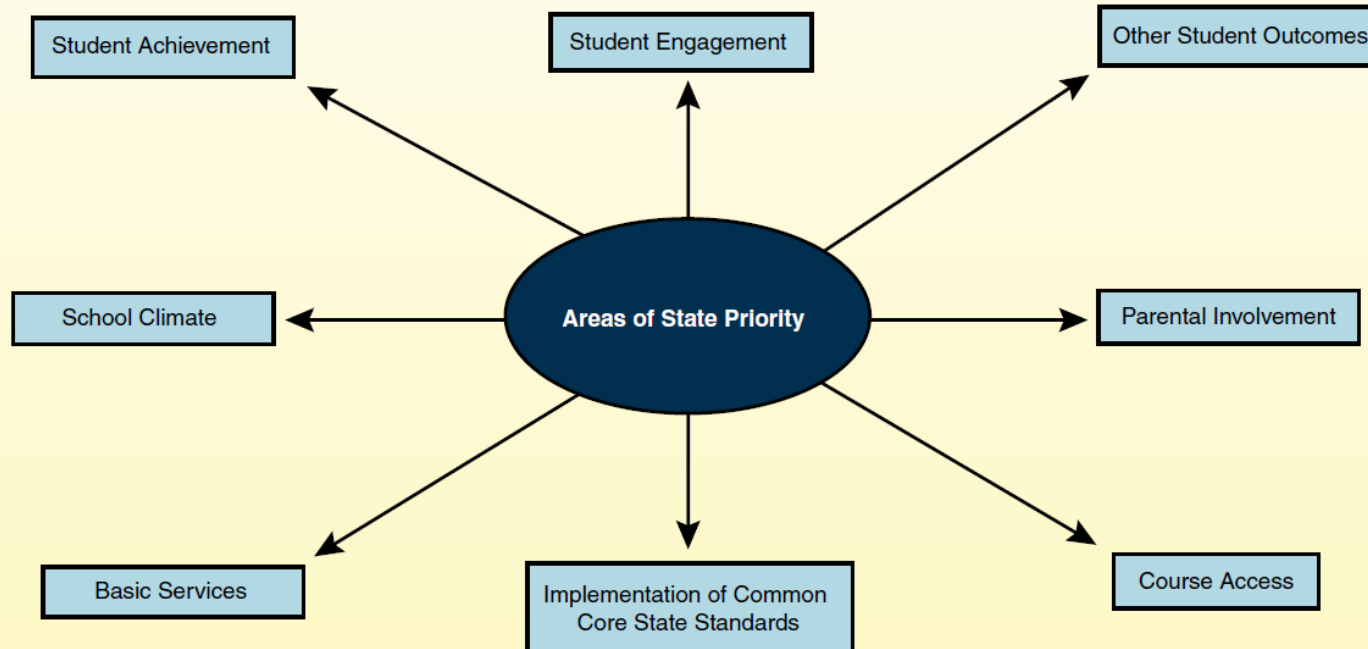 Student Achievement
Student Engagement
Other Student Outcomes
School Climate
Areas of State Priority
Parental Involvement
Basic Services
Implementation of Common
Core State Standards
Course Access